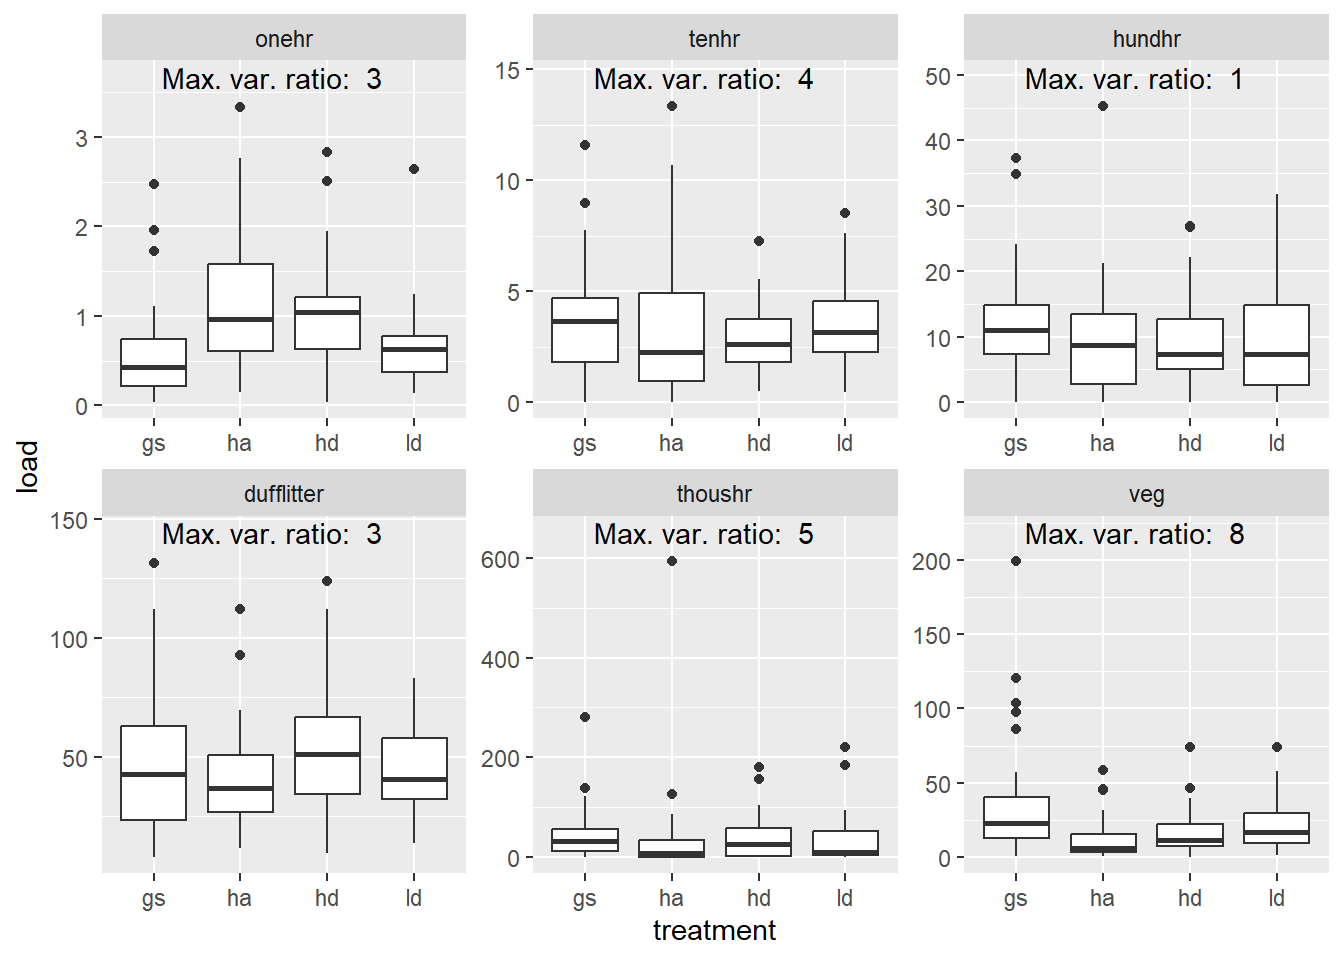 onehr
tenhr
hundhr
Max. var. ratio: 3
Max. var. ratio: 4
Max. var. ratio: 1
3
2
1
0
15
10
5
0
50
40
30
20
10
0
gs ha hd ld
gs ha hd ld
gs ha hd ld
load
dufflitter
thoushr
veg
Max. var. ratio: 3
Max. var. ratio: 5
Max. var. ratio: 8
150
100
50
600
400
200
0
200
150
100
50
0
gs ha hd ld
gs ha hd ld
gs ha hd ld
treatment